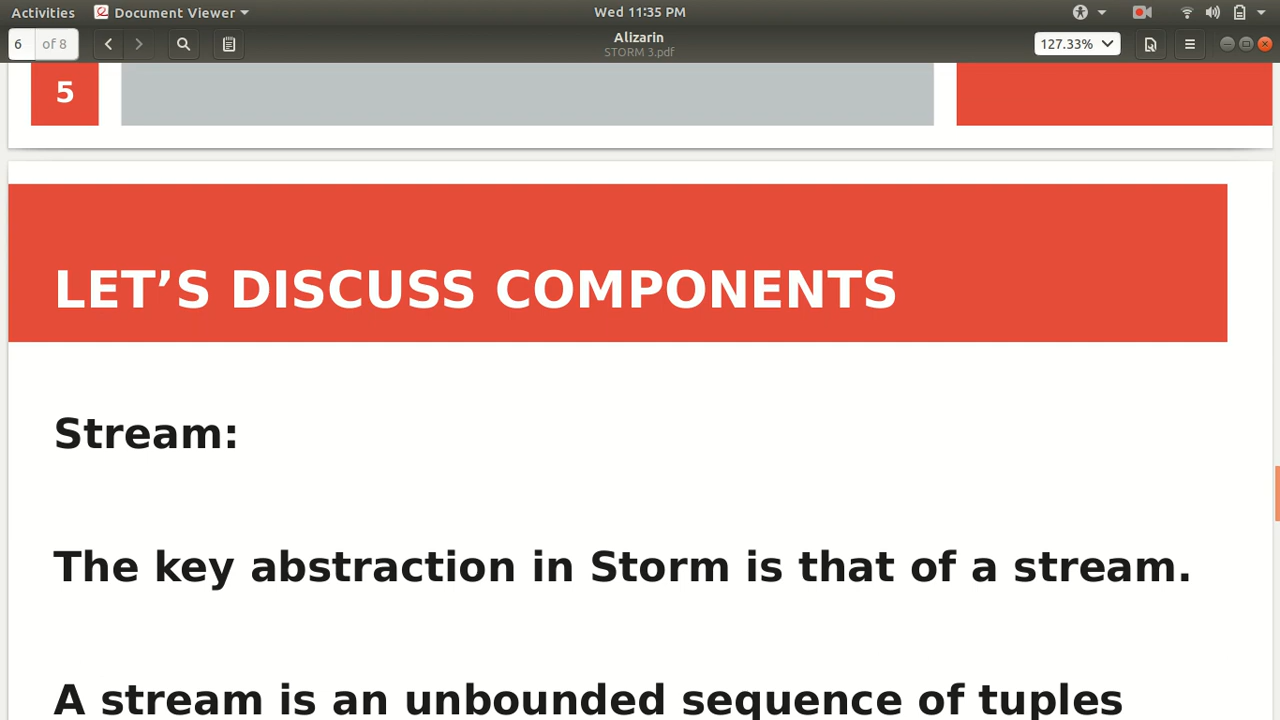 Activities Document Viewer Wed 11:35 PM
6 of 8 Alizarin 127.33%
STORM 3.pdf
5
LET’S DISCUSS COMPONENTS
Stream:
The key abstraction in Storm is that of a stream.
A stream is an unbounded sequence of tuples